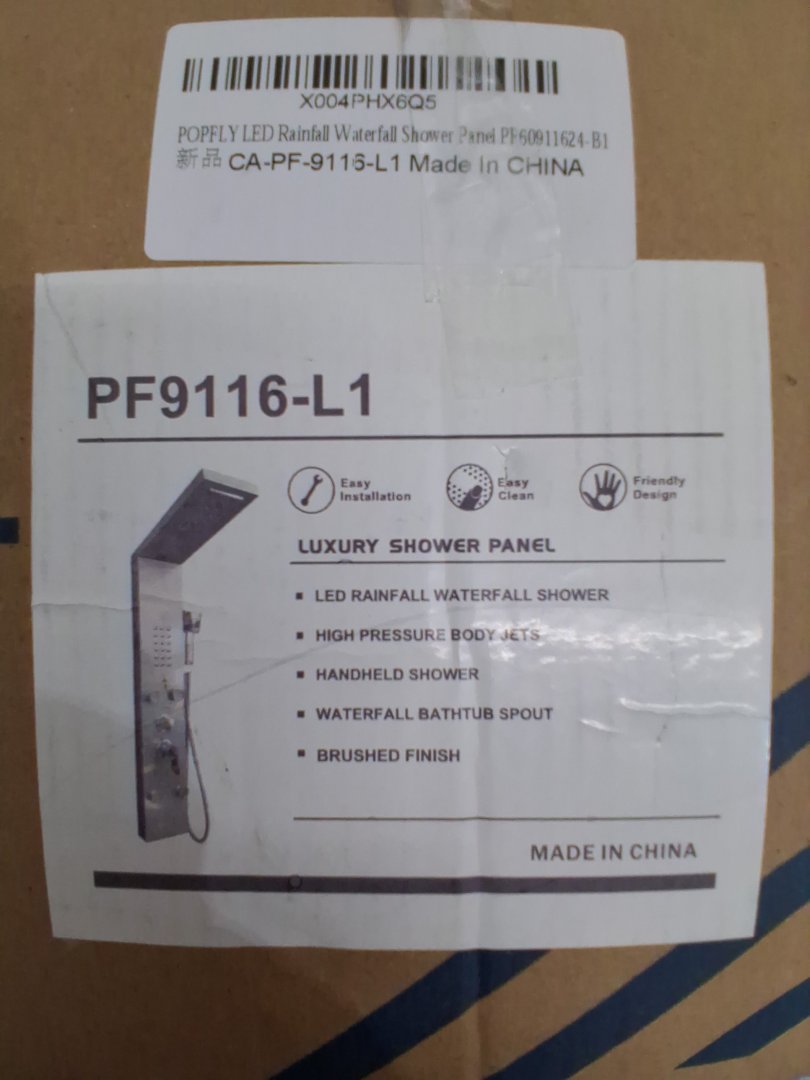 X004PHX6Q5
POPFLY LED Rainfall Waterfall Shower Panel PF60911624-B1
新品 CA-PF-9116-L1 Made In CHINA
PF9116-L1
Easy Installation
Easy Clean
Friendly Design
LUXURY SHOWER PANEL
▪ LED RAINFALL WATERFALL SHOWER
▪ HIGH PRESSURE BODY JETS
▪ HANDHELD SHOWER
▪ WATERFALL BATHTUB SPOUT
▪ BRUSHED FINISH
MADE IN CHINA